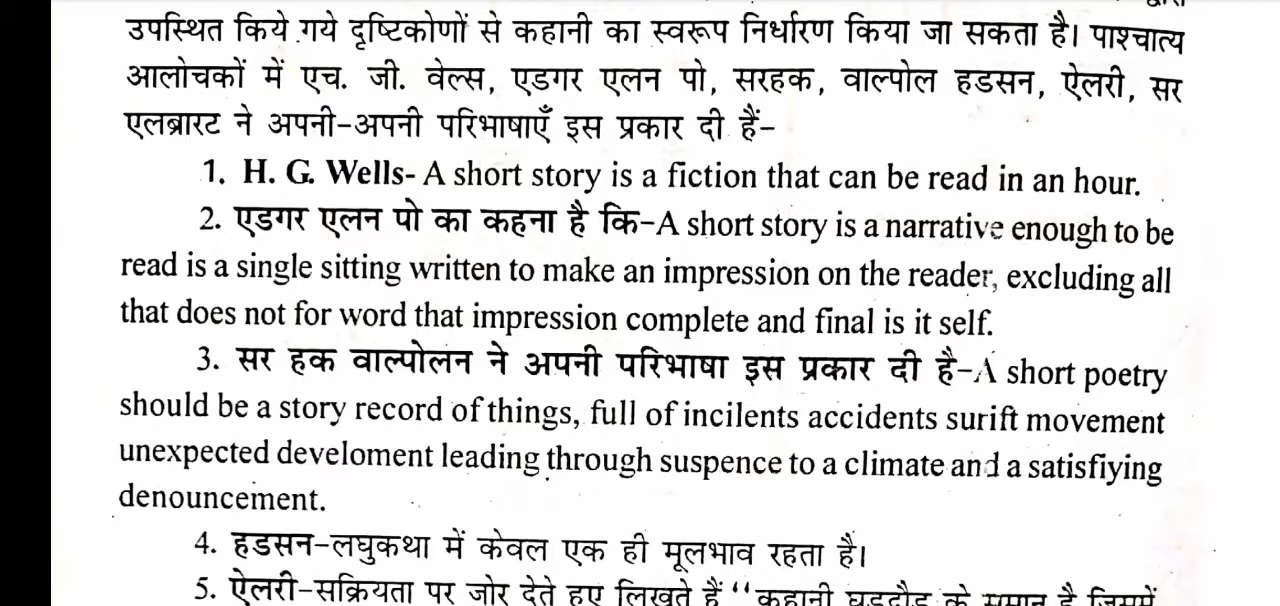 उपस्थित किये गये दृष्टिकोणों से कहानी का स्वरूप निर्धारण किया जा सकता है। पाश्चात्य
आलोचकों में एच. जी. वेल्स, एडगर एलन पो, सरहक, वाल्पोल हडसन, ऐलरी, सर
एलब्रारट ने अपनी-अपनी परिभाषाएँ इस प्रकार दी हैं-
1. H. G. Wells- A short story is a fiction that can be read in an hour.
2. एडगर एलन पो का कहना है कि-A short story is a narrative enough to be
read is a single sitting written to make an impression on the reader, excluding all
that does not for word that impression complete and final is it self.
3. सर हक वाल्पोलन ने अपनी परिभाषा इस प्रकार दी है-A short poetry
should be a story record of things, full of incilents accidents surift movement
unexpected develoment leading through suspence to a climate and a satisfiying
denouncement.
4. हडसन-लघुकथा में केवल एक ही मूलभाव रहता है।
5. ऐलरी-सक्रियता पर जोर देते हुए लिखते हैं "कहानी घुड़दौड़ के समान है जिसमें